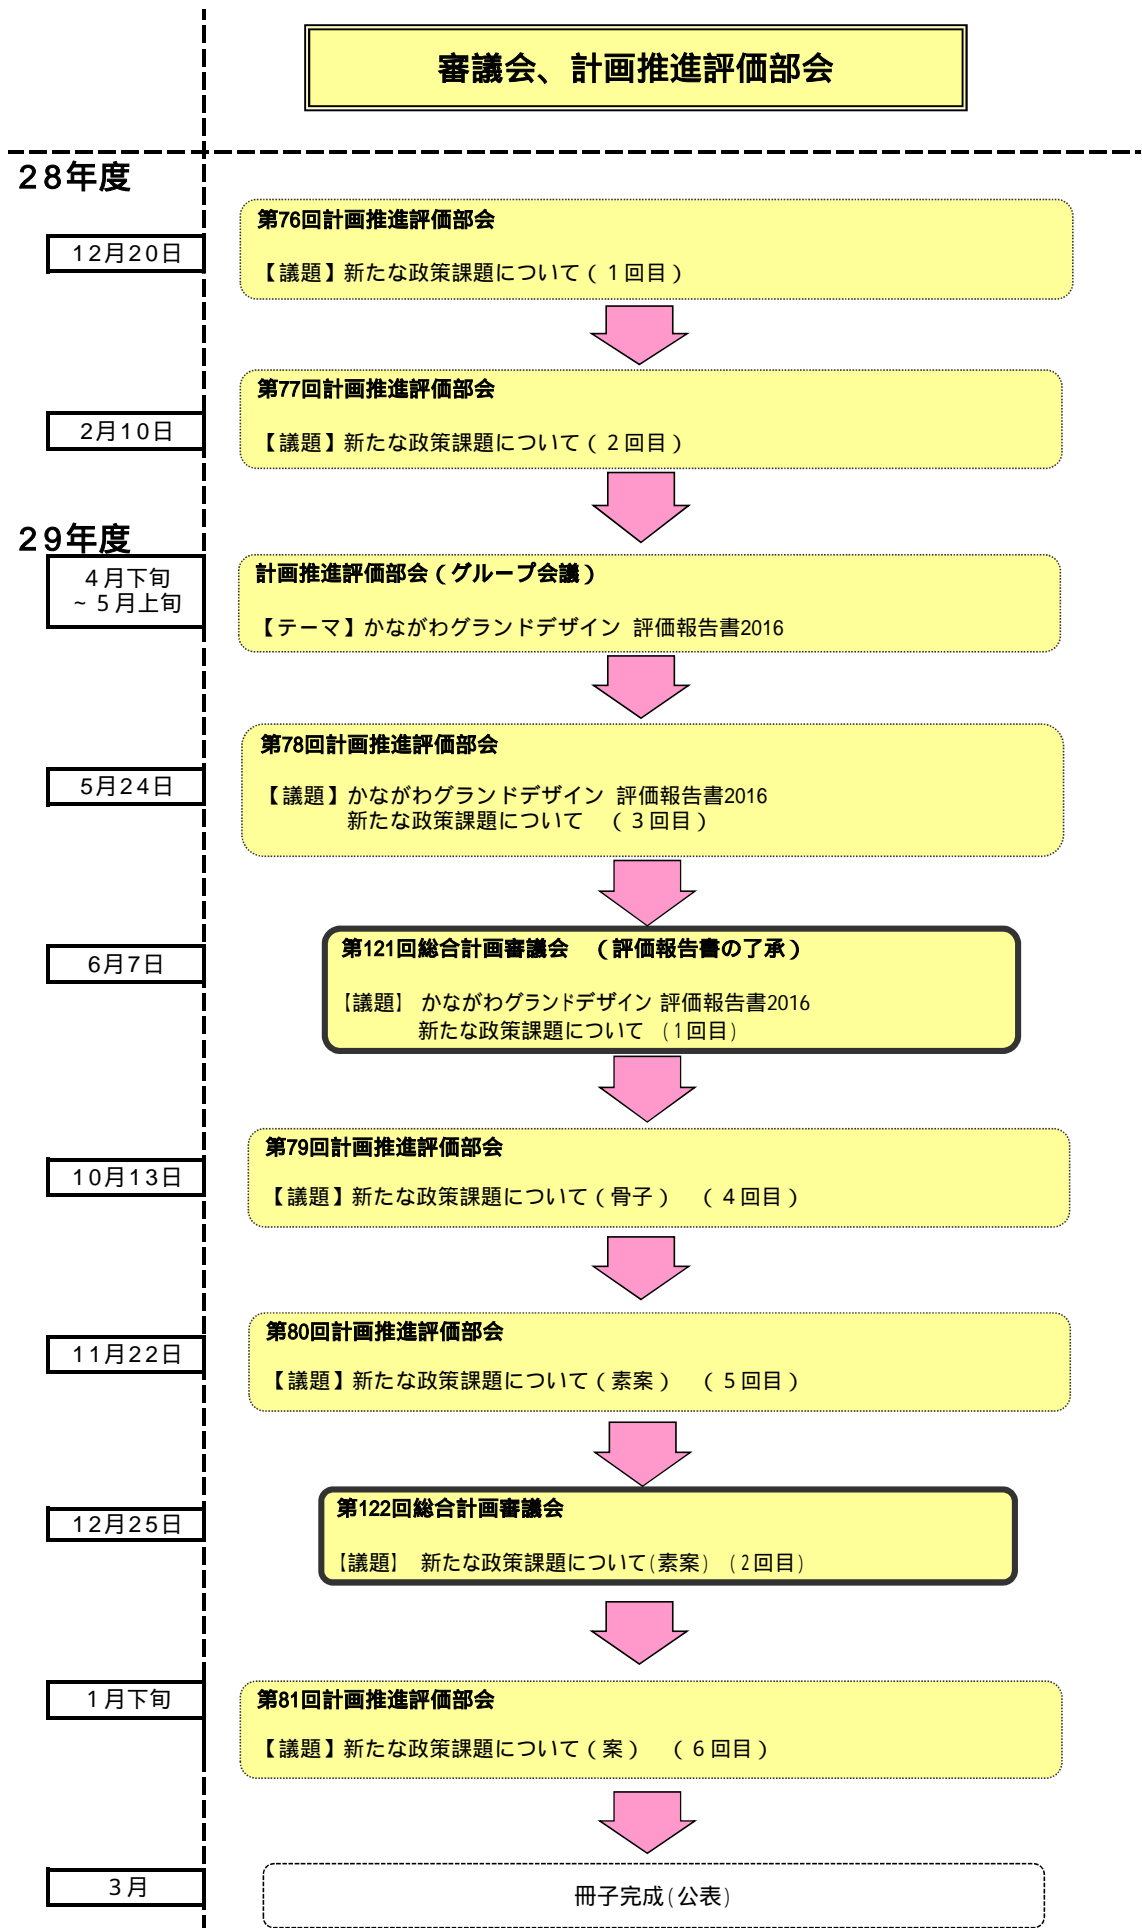 審議会、計画推進評価部会
28年度
12月20日
第76回計画推進評価部会
【議題】新たな政策課題について(1回目)
2月10日
第77回計画推進評価部会
【議題】新たな政策課題について(2回目)
29年度
4月下旬
~5月上旬
計画推進評価部会(グループ会議)
【テーマ】かながわグランドデザイン 評価報告書2016
5月24日
第78回計画推進評価部会
【議題】かながわグランドデザイン 評価報告書2016
新たな政策課題について (3回目)
6月7日
第121回総合計画審議会 (評価報告書の了承)
【議題】 かながわグランドデザイン 評価報告書2016
新たな政策課題について (1回目)
10月13日
第79回計画推進評価部会
【議題】新たな政策課題について(骨子) (4回目)
11月22日
第80回計画推進評価部会
【議題】新たな政策課題について(素案) (5回目)
12月25日
第122回総合計画審議会
【議題】 新たな政策課題について(素案) (2回目)
1月下旬
第81回計画推進評価部会
【議題】新たな政策課題について(案) (6回目)
3月
冊子完成(公表)